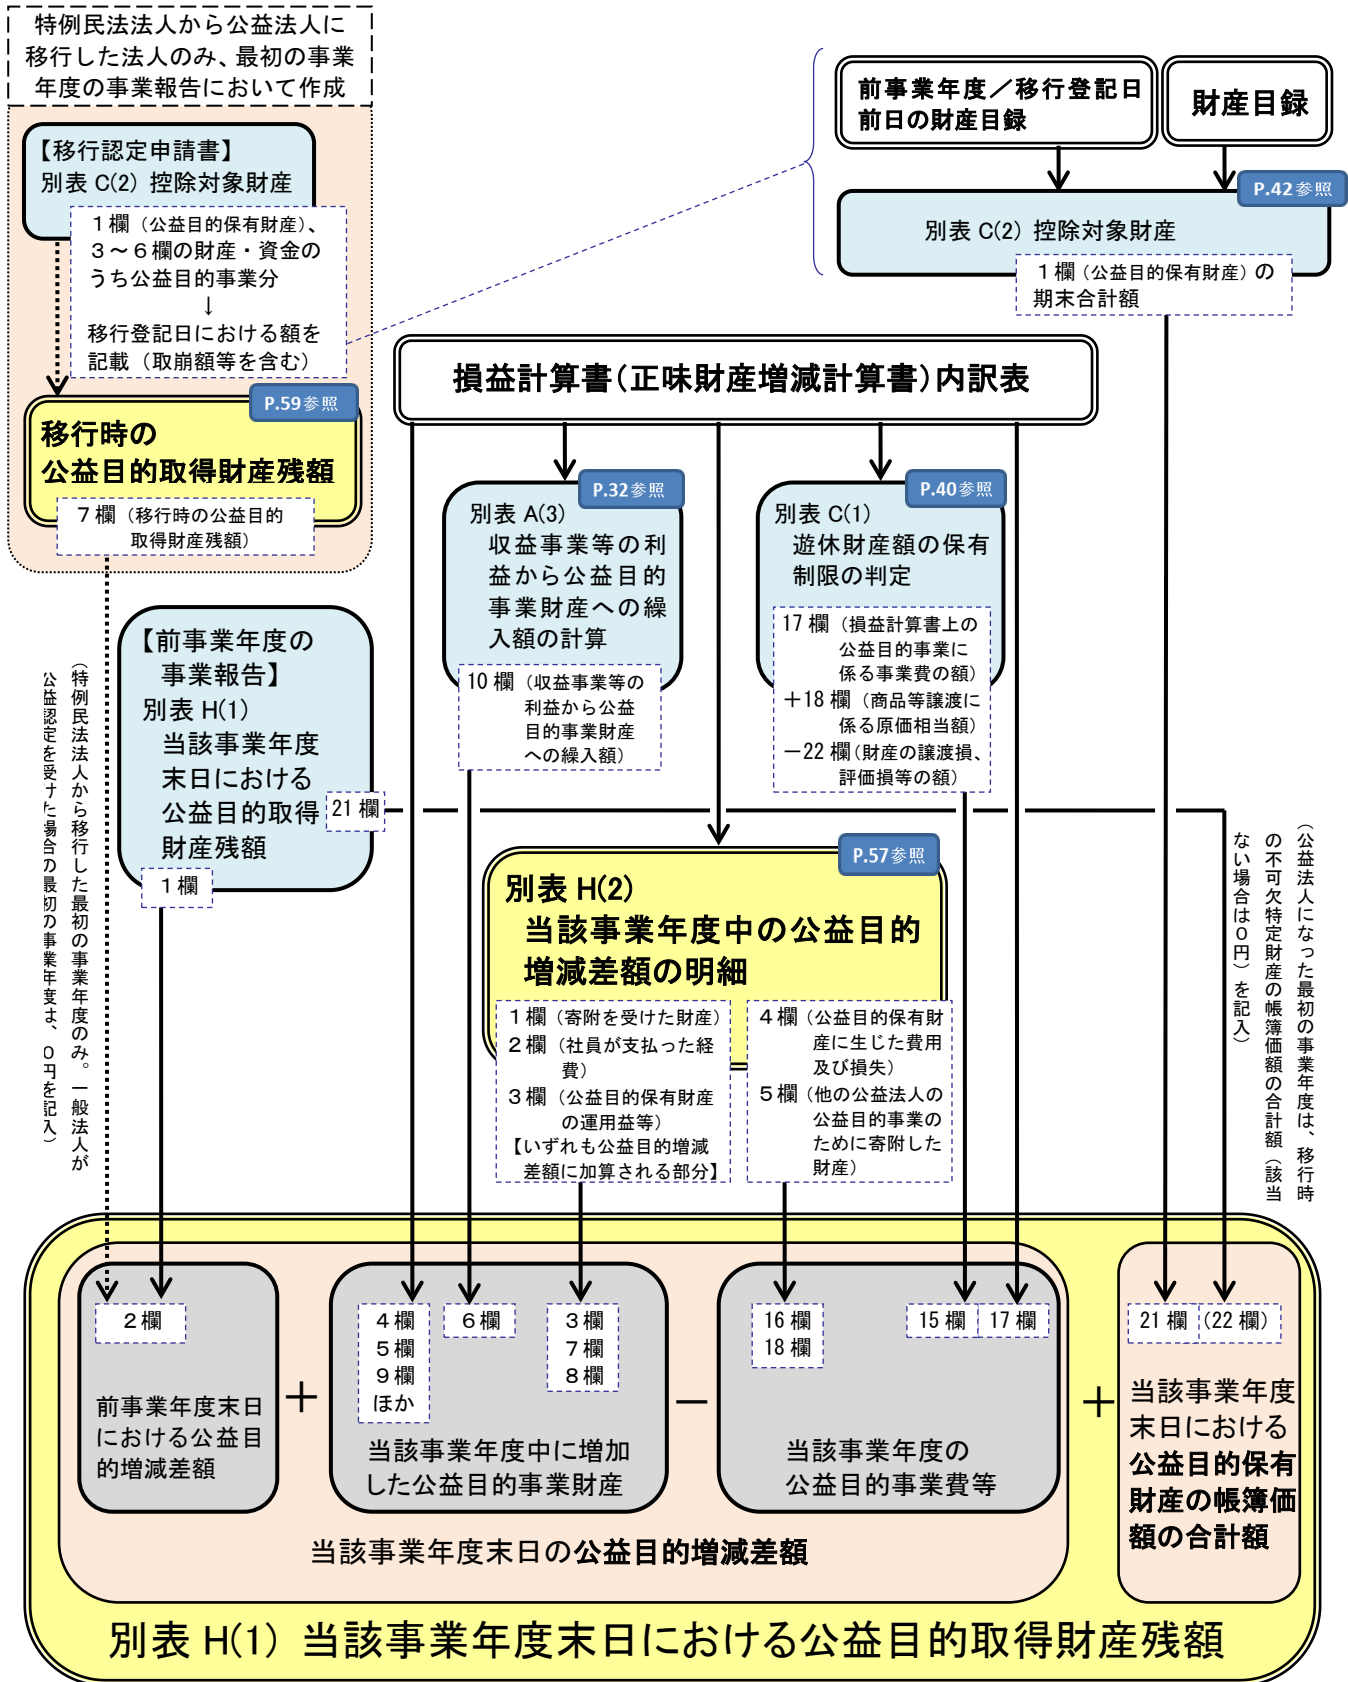 特例民法法人から公益法人に
移行した法人のみ、最初の事業
年度の事業報告において作成
【移行認定申請書】
別表 C(2) 控除対象財産
１欄（公益目的保有財産）、
３～６欄の財産・資金の
うち公益目的事業分
↓
移行登記日における額を
記載（取崩額等を含む）
P.59参照
移行時の
公益目的取得財産残額
７欄（移行時の公益目的
取得財産残額）
前事業年度／移行登記日
前日の財産目録
財産目録
P.42参照
別表 C(2) 控除対象財産
１欄（公益目的保有財産）の
期末合計額
損益計算書（正味財産増減計算書）内訳表
P.32参照
別表 A(3)
収益事業等の利
益から公益目的
事業財産への繰
入額の計算
10 欄（収益事業等の
利益から公益
目的事業財産
への繰入額）
P.40参照
別表 C(1)
遊休財産額の保有
制限の判定
17 欄（損益計算書上の
公益目的事業に
係る事業費の額）
＋18 欄（商品等譲渡に
係る原価相当額）
－22 欄（財産の譲渡損、
評価損等の額）
【前事業年度の
事業報告】
別表 H(1)
当該事業年度
末日における
公益目的取得
財産残額
21 欄
１欄
（特例民法法人から移行した最初の事業年度のみ。一般法人が
公益認定を受けた場合の最初の事業年度は、０円を記入）
P.57参照
別表 H(2)
当該事業年度中の公益目的
増減差額の明細
１欄（寄附を受けた財産）
２欄（社員が支払った経
費）
３欄（公益目的保有財産
の運用益等）
【いずれも公益目的増減
差額に加算される部分】
４欄（公益目的保有財
産に生じた費用
及び損失）
５欄（他の公益法人の
公益目的事業の
ために寄附した
財産）
（公益法人になった最初の事業年度は、移行時
の不可欠特定財産の帳簿価額の合計額（該当
ない場合は０円）を記入）
２欄
前事業年度末日
における公益目
的増減差額
＋
４欄
５欄
９欄
ほか
６欄
３欄
７欄
８欄
当該事業年度中に増加
した公益目的事業財産
－
16 欄
18 欄
15 欄
17 欄
当該事業年度の
公益目的事業費等
＋
21 欄
（22 欄）
当該事業年度
末日における
公益目的保有
財産の帳簿価
額の合計額
当該事業年度末日の公益目的増減差額
別表 H(1) 当該事業年度末日における公益目的取得財産残額